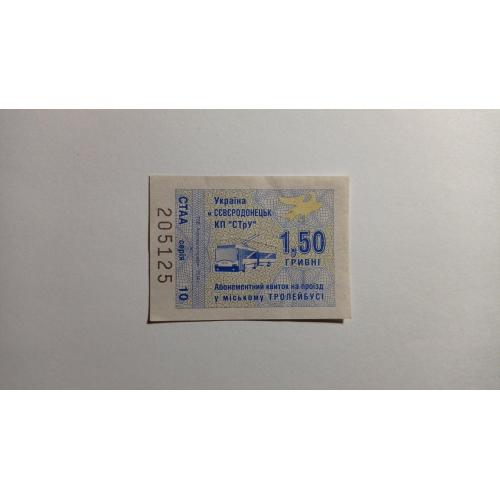 Україна
м СЄВЄРОДОНЕЦЬК
КП "СТрУ"
1,50
ГРИВНІ
Абонементний квиток на проїзд
у міському ТРОЛЕЙБУСІ
СТАА серія 10
205125